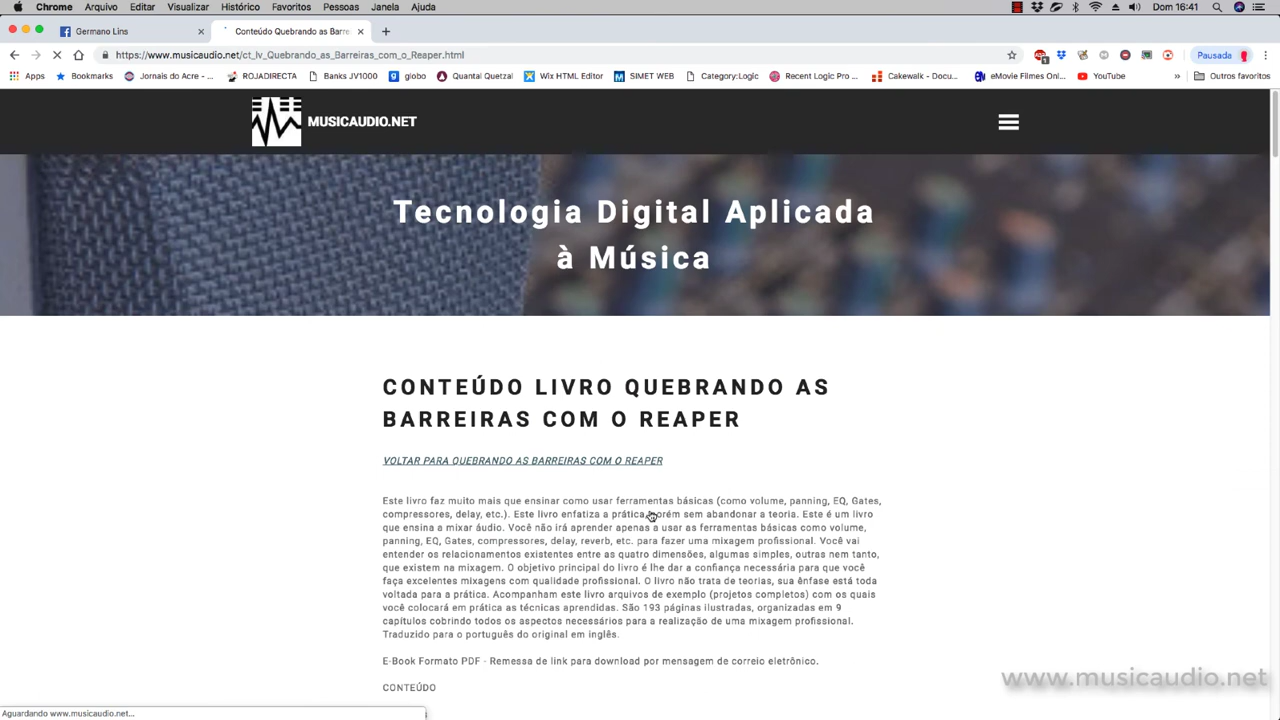 Chrome Arquivo Editar Visualizar Histórico Favoritos Pessoas Janela Ajuda Dom 16:41
Germano Lins Conteúdo Quebrando as Barre
https://www.musicaudio.net/ct_lv_Quebrando_as_Barreiras_com_o_Reaper.html Pausada
Apps Bookmarks Jornais do Acre -... ROJADIRECTA Banks JV1000 globo Quantal Quetzal Wix HTML Editor SIMET WEB Category:Logic Recent Logic Pro ... Cakewalk - Docu... eMovie Filmes Onl... YouTube » Outros favoritos
MUSICAUDIO.NET
Tecnologia Digital Aplicada
à Música
CONTEÚDO LIVRO QUEBRANDO AS
BARREIRAS COM O REAPER
VOLTAR PARA QUEBRANDO AS BARREIRAS COM O REAPER
Este livro faz muito mais que ensinar como usar ferramentas básicas (como volume, panning, EQ, Gates,
compressores, delay, etc.). Este livro enfatiza a prática, porém sem abandonar a teoria. Este é um livro
que ensina a mixar áudio. Você não irá aprender apenas a usar as ferramentas básicas como volume,
panning, EQ, Gates, compressores, delay, reverb, etc. para fazer uma mixagem profissional. Você vai
entender os relacionamentos existentes entre as quatro dimensões, algumas simples, outras nem tanto,
que existem na mixagem. O objetivo principal do livro é lhe dar a confiança necessária para que você
faça excelentes mixagens com qualidade profissional. O livro não trata de teorias, sua ênfase está toda
voltada para a prática. Acompanham este livro arquivos de exemplo (projetos completos) com os quais
você colocará em prática as técnicas aprendidas. São 193 páginas ilustradas, organizadas em 9
capítulos cobrindo todos os aspectos necessários para a realização de uma mixagem profissional.
Traduzido para o português do original em inglês.
E-Book Formato PDF - Remessa de link para download por mensagem de correio eletrônico.
CONTEÚDO
www.musicaudio.net
Aguardando www.musicaudio.net...